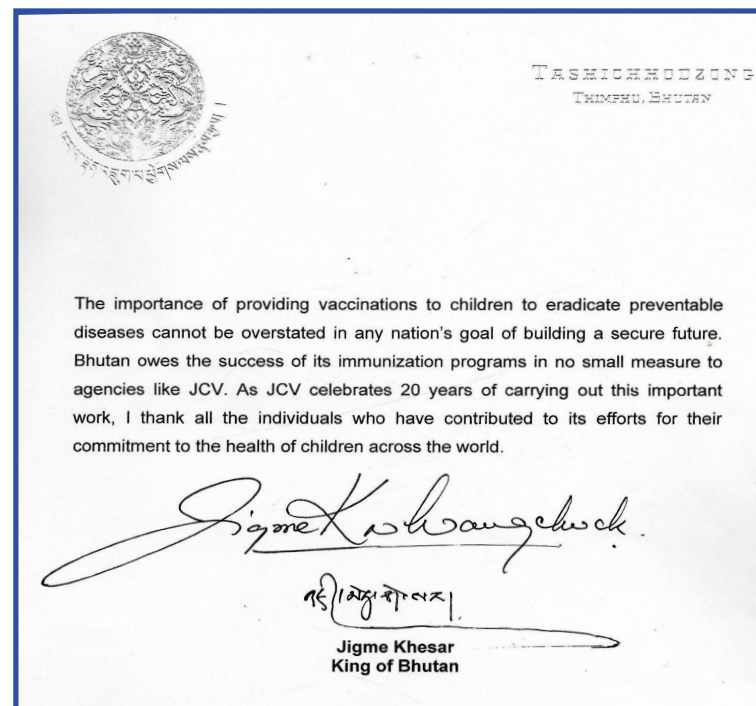 TASHICHHODZONG
THIMPHU, BHUTAN
The importance of providing vaccinations to children to eradicate preventable
diseases cannot be overstated in any nation's goal of building a secure future.
Bhutan owes the success of its immunization programs in no small measure to
agencies like JCV. As JCV celebrates 20 years of carrying out this important
work, I thank all the individuals who have contributed to its efforts for their
commitment to the health of children across the world.
Jigme K N Wangchuck.
Jigme Khesar
King of Bhutan